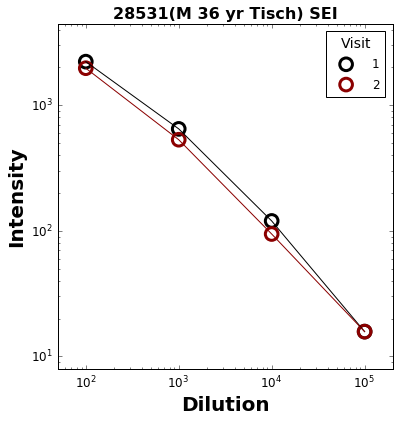 28531(M 36 yr Tisch) SEI
Visit
1
2
Intensity
10³
10²
10¹
10² 10³ 10⁴ 10⁵
Dilution